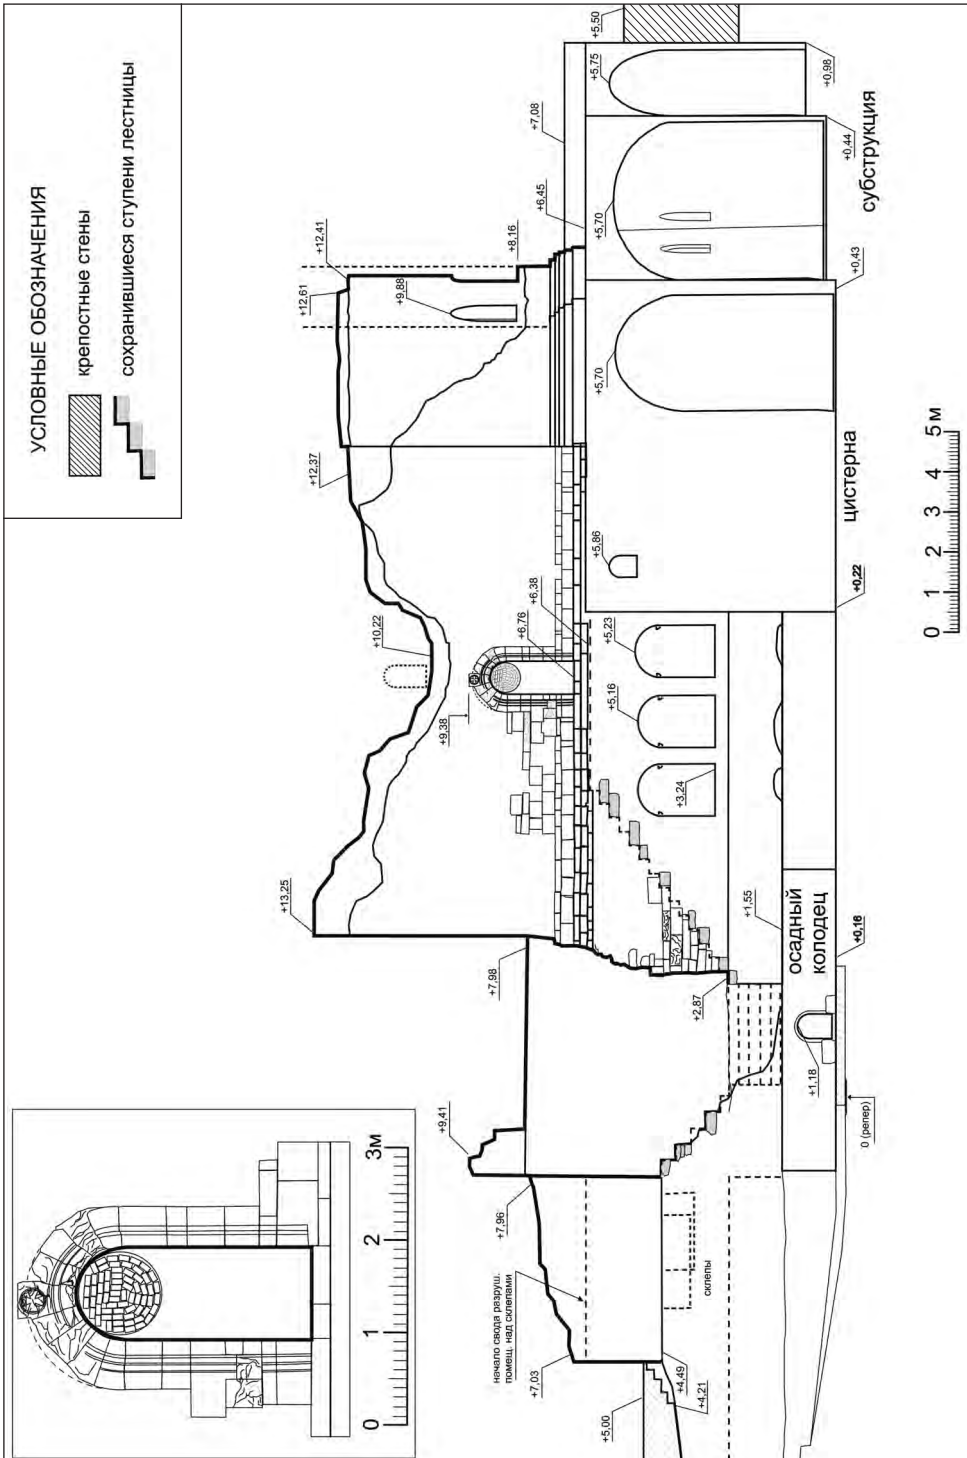 УСЛОВНЫЕ ОБОЗНАЧЕНИЯ
крепостные стены
сохранившиеся ступени лестницы
+9,41
+7,98
+13,25
+9,38
+10,22
+12,37
+12,61
+12,41
+9,88
+8,16
+7,08
+6,45
+5,50
+5,75
+5,70
+5,70
+5,86
+6,38
+6,76
+5,23
+5,16
+3,24
+7,96
начало свода разруш.
помещ. над склепами
+7,03
+5,00
+4,49
+4,21
склепы
+2,87
+1,55
осадный
колодец
+1,18
0 (репер)
+0,16
+0,22
цистерна
+0,43
субструкция
+0,44
+0,98
0 1 2 3 4 5 м
0 1 2 3м